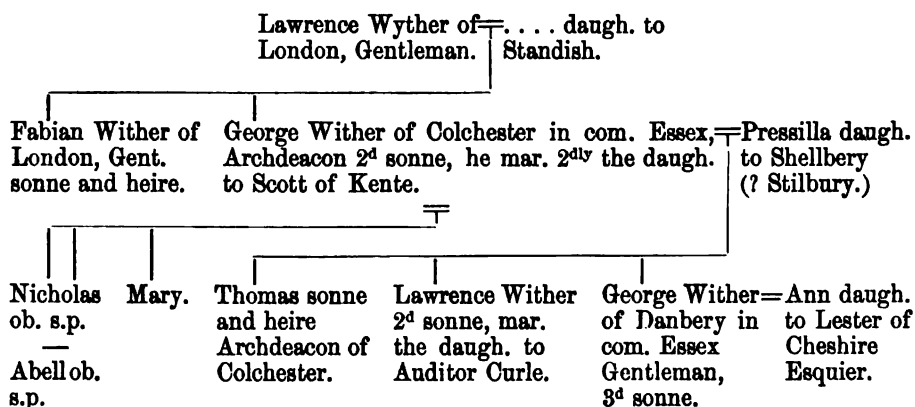 Lawrence Wyther of
London, Gentleman.
. . . . daugh. to
Standish.
Fabian Wither of
London, Gent.
sonne and heire.
George Wither of Colchester in com. Essex,
Archdeacon 2d sonne, he mar. 2dly the daugh.
to Scott of Kente.
Pressilla daugh.
to Shellbery
(? Stilbury.)
Nicholas
ob. s.p.
—
Abell ob.
s.p.
Mary.
Thomas sonne
and heire
Archdeacon of
Colchester.
Lawrence Wither
2d sonne, mar.
the daugh. to
Auditor Curle.
George Wither
of Danbery in
com. Essex
Gentleman,
3d sonne.
Ann daugh.
to Lester of
Cheshire
Esquier.